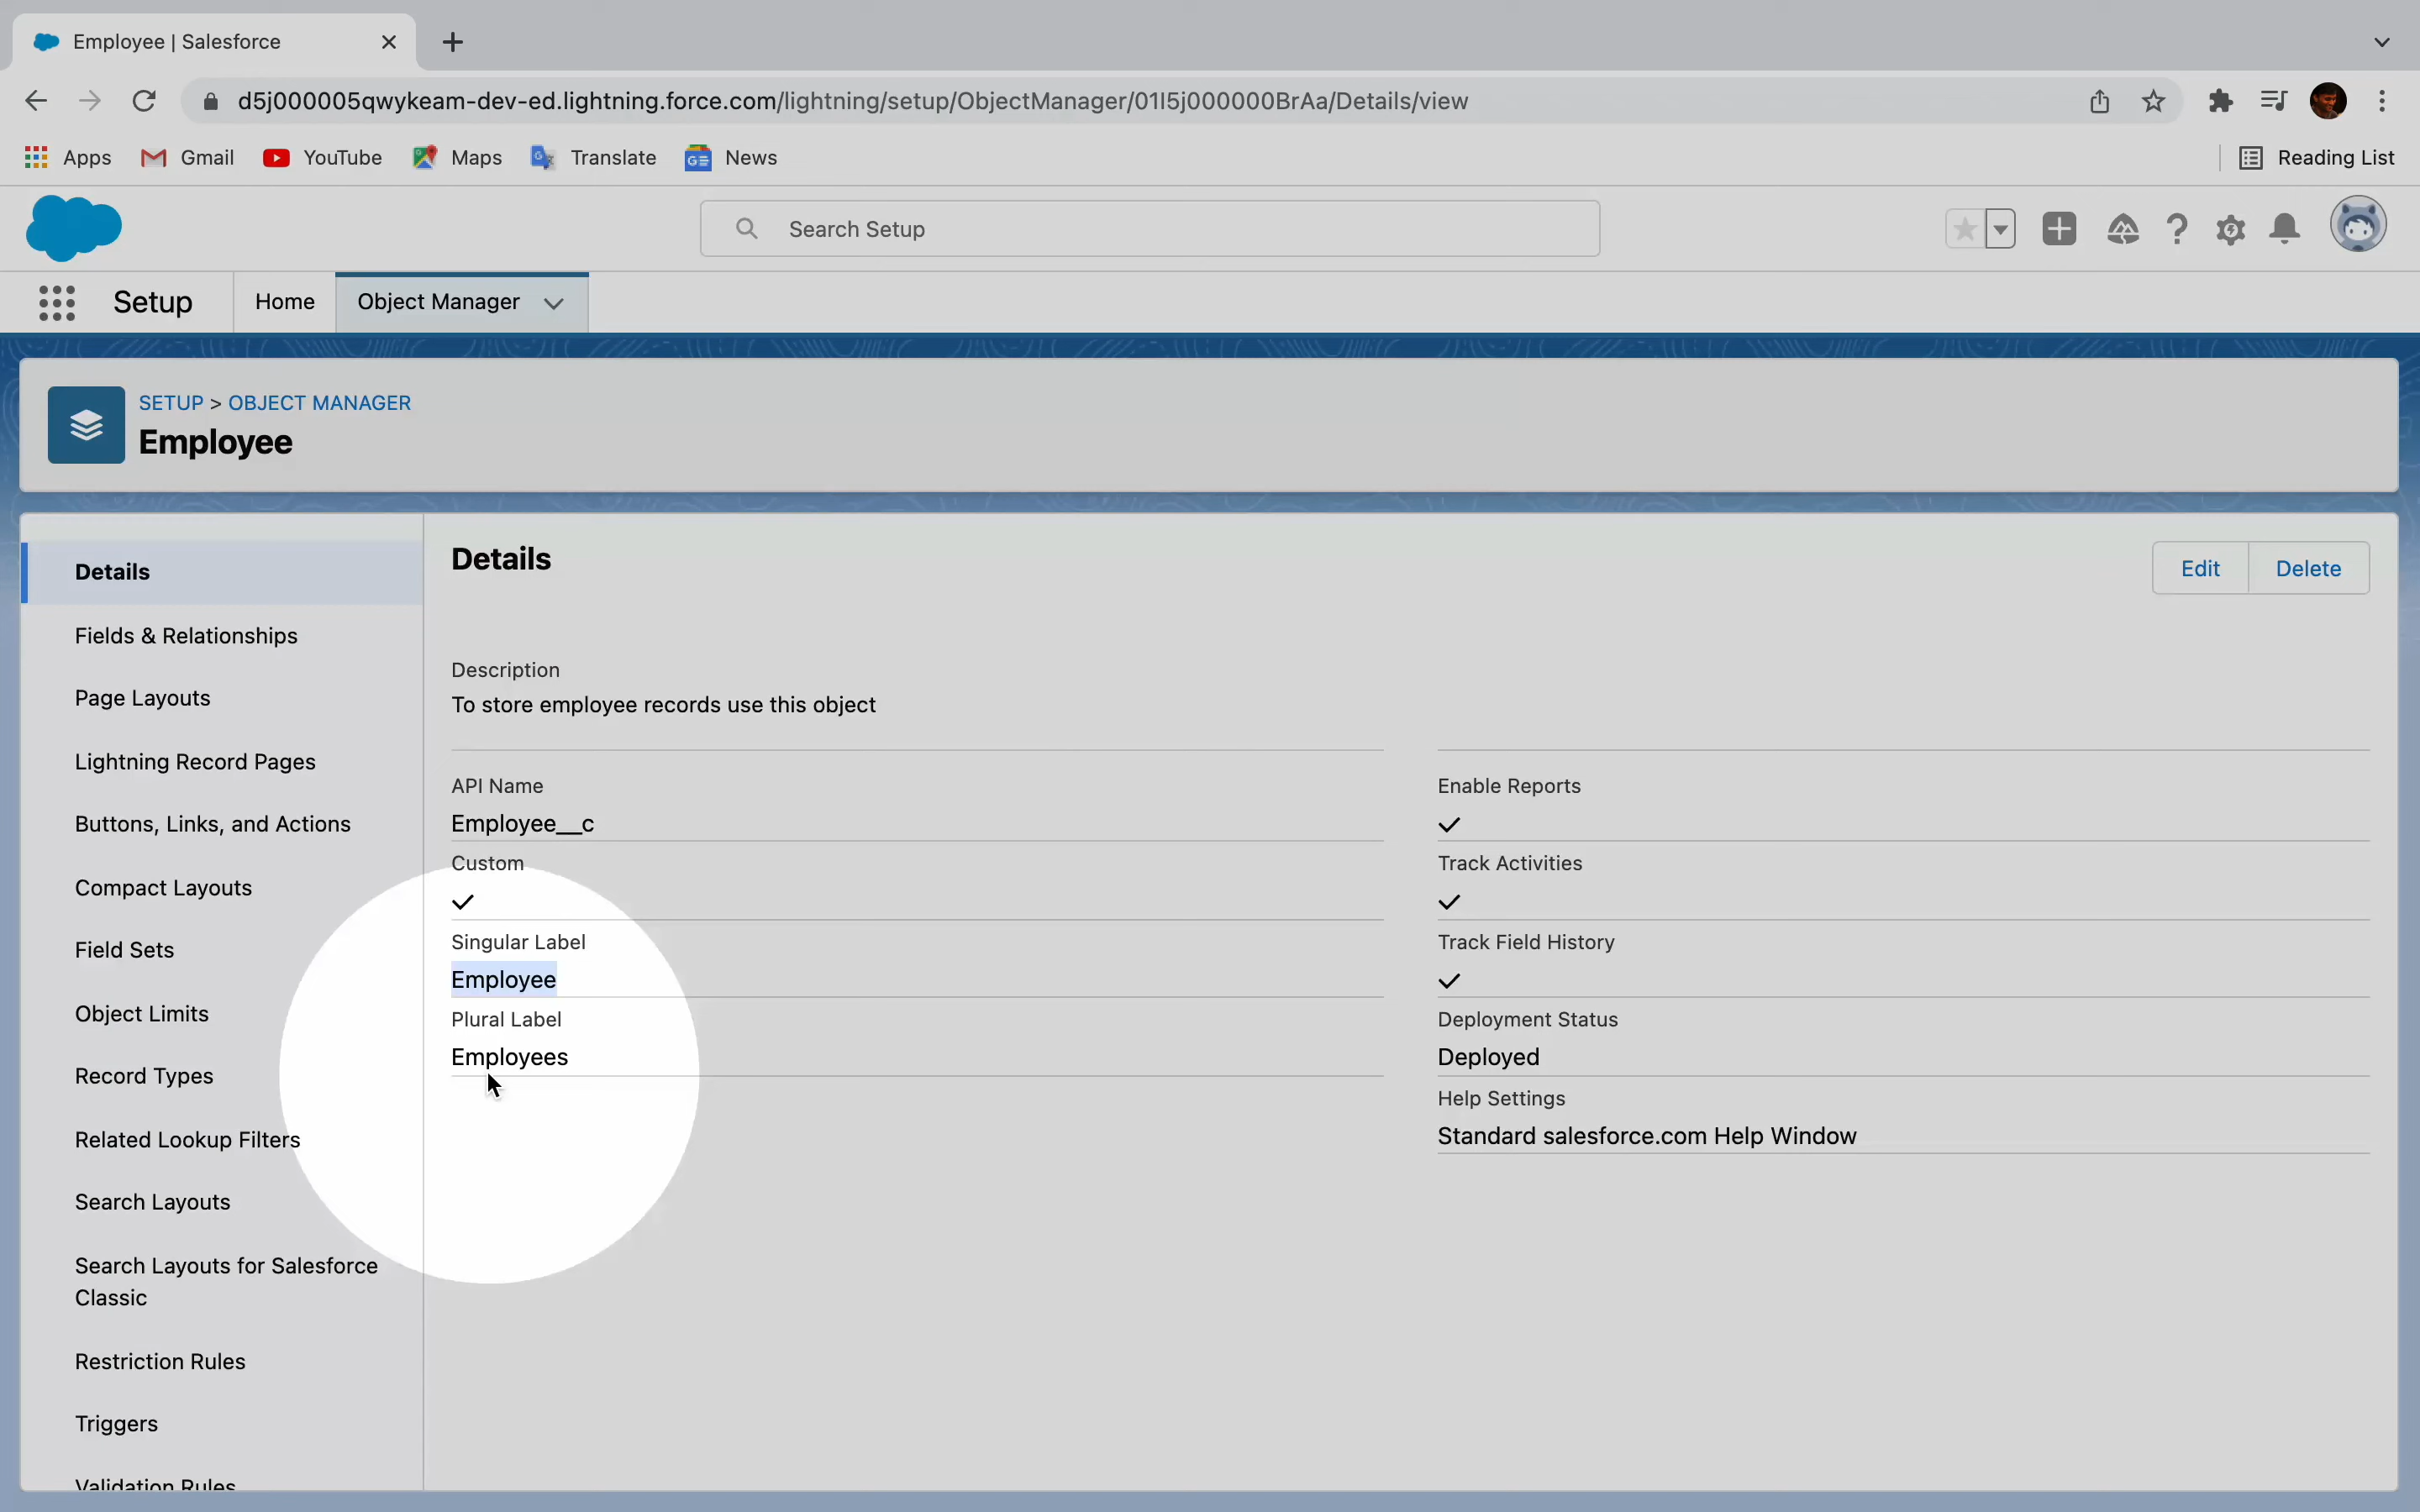 Employee | Salesforce
d5j000005qwykeam-dev-ed.lightning.force.com/lightning/setup/ObjectManager/01I5j000000BrAa/Details/view
Apps
Gmail
YouTube
Maps
Translate
News
Reading List
Search Setup
Setup
Home
Object Manager
SETUP > OBJECT MANAGER
Employee
Details
Fields & Relationships
Page Layouts
Lightning Record Pages
Buttons, Links, and Actions
Compact Layouts
Field Sets
Object Limits
Record Types
Related Lookup Filters
Search Layouts
Search Layouts for Salesforce
Classic
Restriction Rules
Triggers
Validation Rules
Details
Edit
Delete
Description
To store employee records use this object
API Name
Employee__c
Custom
Singular Label
Employee
Plural Label
Employees
Enable Reports
Track Activities
Track Field History
Deployment Status
Deployed
Help Settings
Standard salesforce.com Help Window